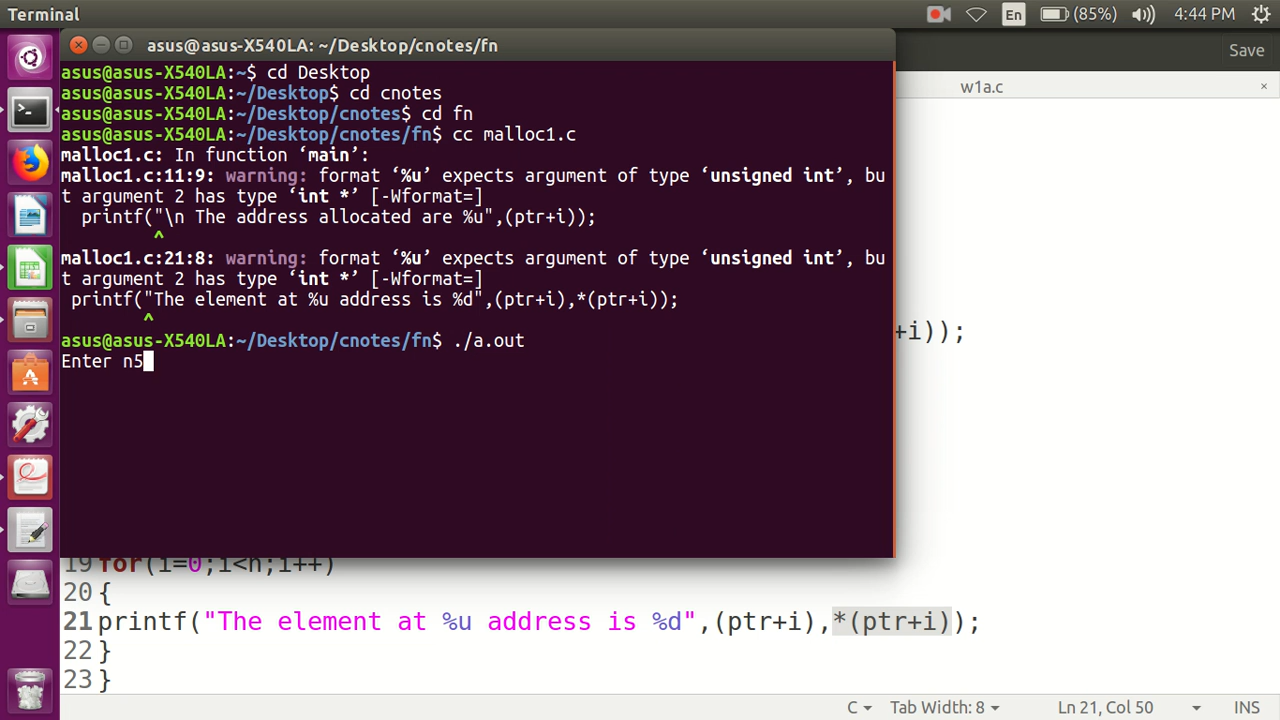 Terminal
En
(85%)
4:44 PM
asus@asus-X540LA: ~/Desktop/cnotes/fn
Save
w1a.c
×
asus@asus-X540LA:~$ cd Desktop
asus@asus-X540LA:~/Desktop$ cd cnotes
asus@asus-X540LA:~/Desktop/cnotes$ cd fn
asus@asus-X540LA:~/Desktop/cnotes/fn$ cc malloc1.c
malloc1.c: In function ‘main’:
malloc1.c:11:9: warning: format ‘%u’ expects argument of type ‘unsigned int’, bu
t argument 2 has type ‘int *’ [-Wformat=]
printf("\n The address allocated are %u",(ptr+i));
^
malloc1.c:21:8: warning: format ‘%u’ expects argument of type ‘unsigned int’, bu
t argument 2 has type ‘int *’ [-Wformat=]
printf("The element at %u address is %d",(ptr+i),*(ptr+i));
^
asus@asus-X540LA:~/Desktop/cnotes/fn$ ./a.out
Enter n5
+i));
19 for(i=0;i<n;i++)
20 {
21 printf("The element at %u address is %d",(ptr+i),*(ptr+i));
22 }
23 }
C
Tab Width: 8
Ln 21, Col 50
INS